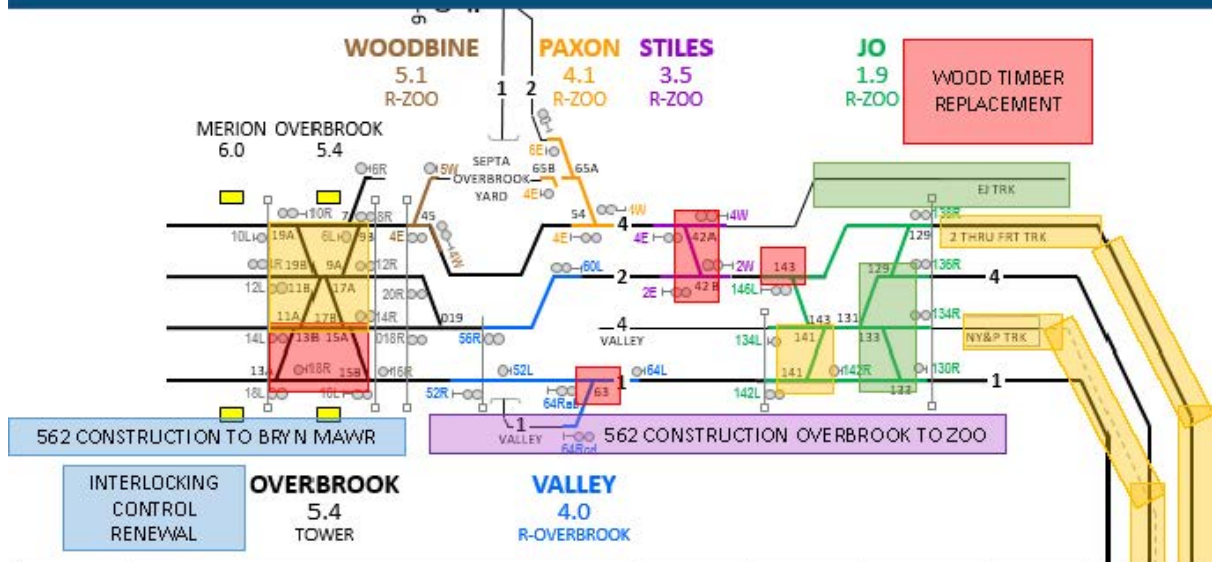 1
2
WOODBINE
5.1
R-ZOO
PAXON
4.1
R-ZOO
STILES
3.5
R-ZOO
JO
1.9
R-ZOO
WOOD TIMBER
REPLACEMENT
MERION
6.0
OVERBROOK
5.4
6R
5W
SEPTA
OVERBROOK
YARD
6E
65B
65A
4E
EJ TRK
10R
8R
45
54
4W
4
4W
138R
10L
19A
6L
9B
4E
4W
4E
4E
42A
129
2 THRU FRT TRK
19B
9A
12R
60L
2
2W
143
129
136R
4
12L
11B
17A
20R
2E
42B
146L
11A
17B
14R
019
4
VALLEY
143
131
134R
14L
13B
15A
018R
56R
134L
141
133
NY&P TRK
13A
18R
15B
16R
52L
64L
1
141
142R
130R
1
18L
16L
52R
64RaB
63
142L
133
1
VALLEY
64Rcd
562 CONSTRUCTION TO BRYN MAWR
562 CONSTRUCTION OVERBROOK TO ZOO
INTERLOCKING
CONTROL
RENEWAL
OVERBROOK
5.4
TOWER
VALLEY
4.0
R-OVERBROOK